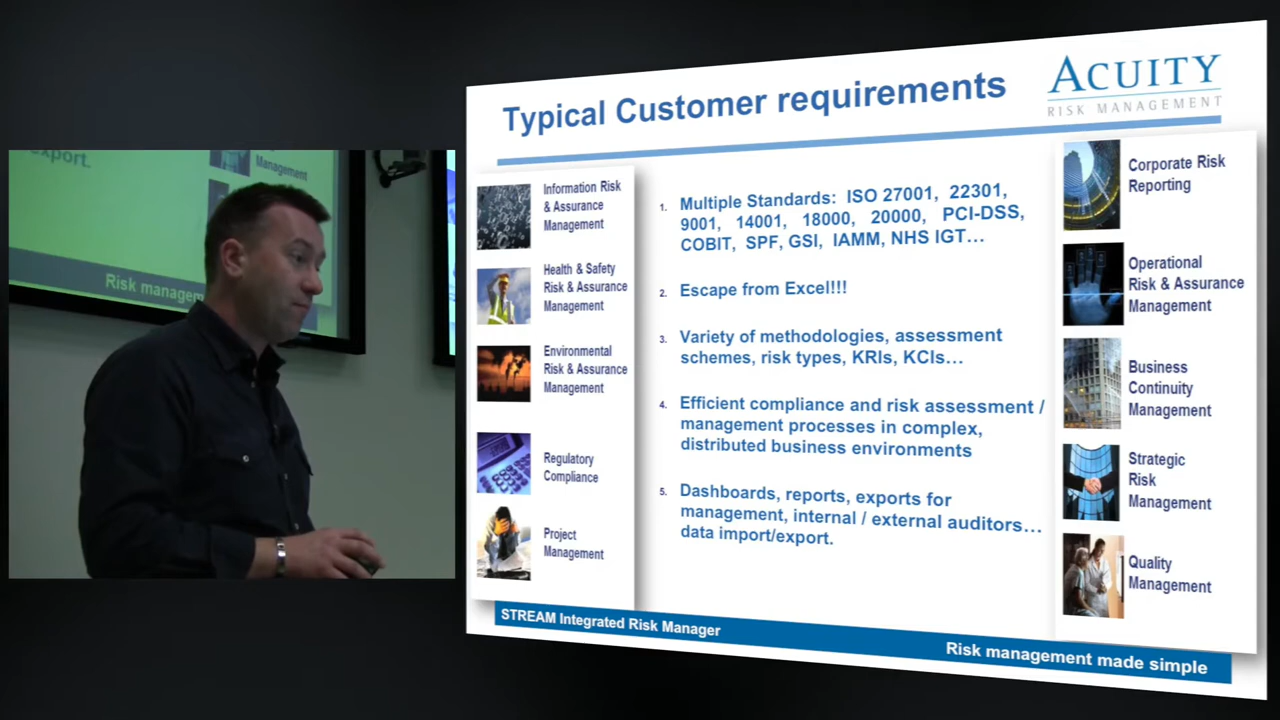 export.
Management
Risk managem
Typical Customer requirements
ACUITY
RISK MANAGEMENT
Information Risk
& Assurance
Management
Health & Safety
Risk & Assurance
Management
Environmental
Risk & Assurance
Management
Regulatory
Compliance
Project
Management
1. Multiple Standards: ISO 27001, 22301,
9001, 14001, 18000, 20000, PCI-DSS,
COBIT, SPF, GSI, IAMM, NHS IGT…
2. Escape from Excel!!!
3. Variety of methodologies, assessment
schemes, risk types, KRIs, KCIs…
4. Efficient compliance and risk assessment /
management processes in complex,
distributed business environments
5. Dashboards, reports, exports for
management, internal / external auditors…
data import/export.
Corporate Risk
Reporting
Operational
Risk & Assurance
Management
Business
Continuity
Management
Strategic
Risk
Management
Quality
Management
STREAM Integrated Risk Manager
Risk management made simple